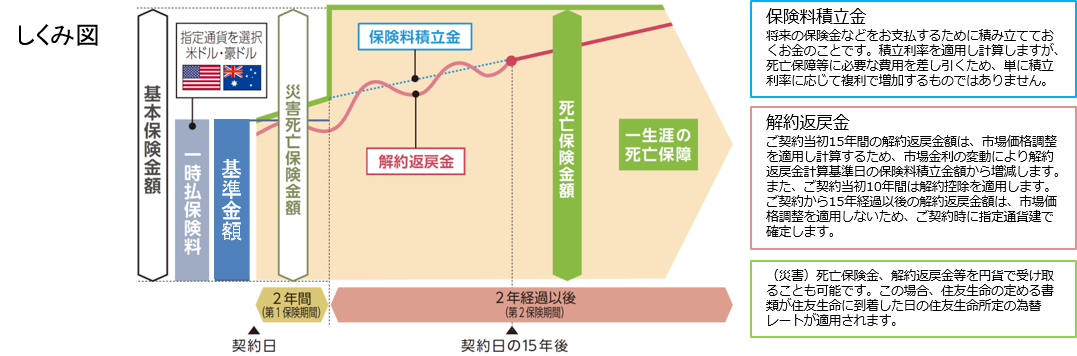 しくみ図
指定通貨を選択
米ドル・豪ドル
基本保険金額
一時払保険料
基準金額
災害死亡保険金額
保険料積立金
解約返戻金
死亡保険金額
一生涯の
死亡保障
2年間
(第1保険期間)
2年経過以後
(第2保険期間)
契約日
契約日の15年後
保険料積立金
将来の保険金などをお支払するために積み立ててお
くお金のことです。積立利率を適用し計算しますが、
死亡保障等に必要な費用を差し引くため、単に積立
利率に応じて複利で増加するものではありません。
解約返戻金
ご契約当初15年間の解約返戻金額は、市場価格調整
を適用し計算するため、市場金利の変動により解約
返戻金計算基準日の保険料積立金額から増減します。
また、ご契約当初10年間は解約控除を適用します。
ご契約から15年経過以後の解約返戻金額は、市場価
格調整を適用しないため、ご契約時に指定通貨建で
確定します。
（災害）死亡保険金、解約返戻金等を円貨で受け取
ることも可能です。この場合、住友生命の定める書
類が住友生命に到着した日の住友生命所定の為替
レートが適用されます。